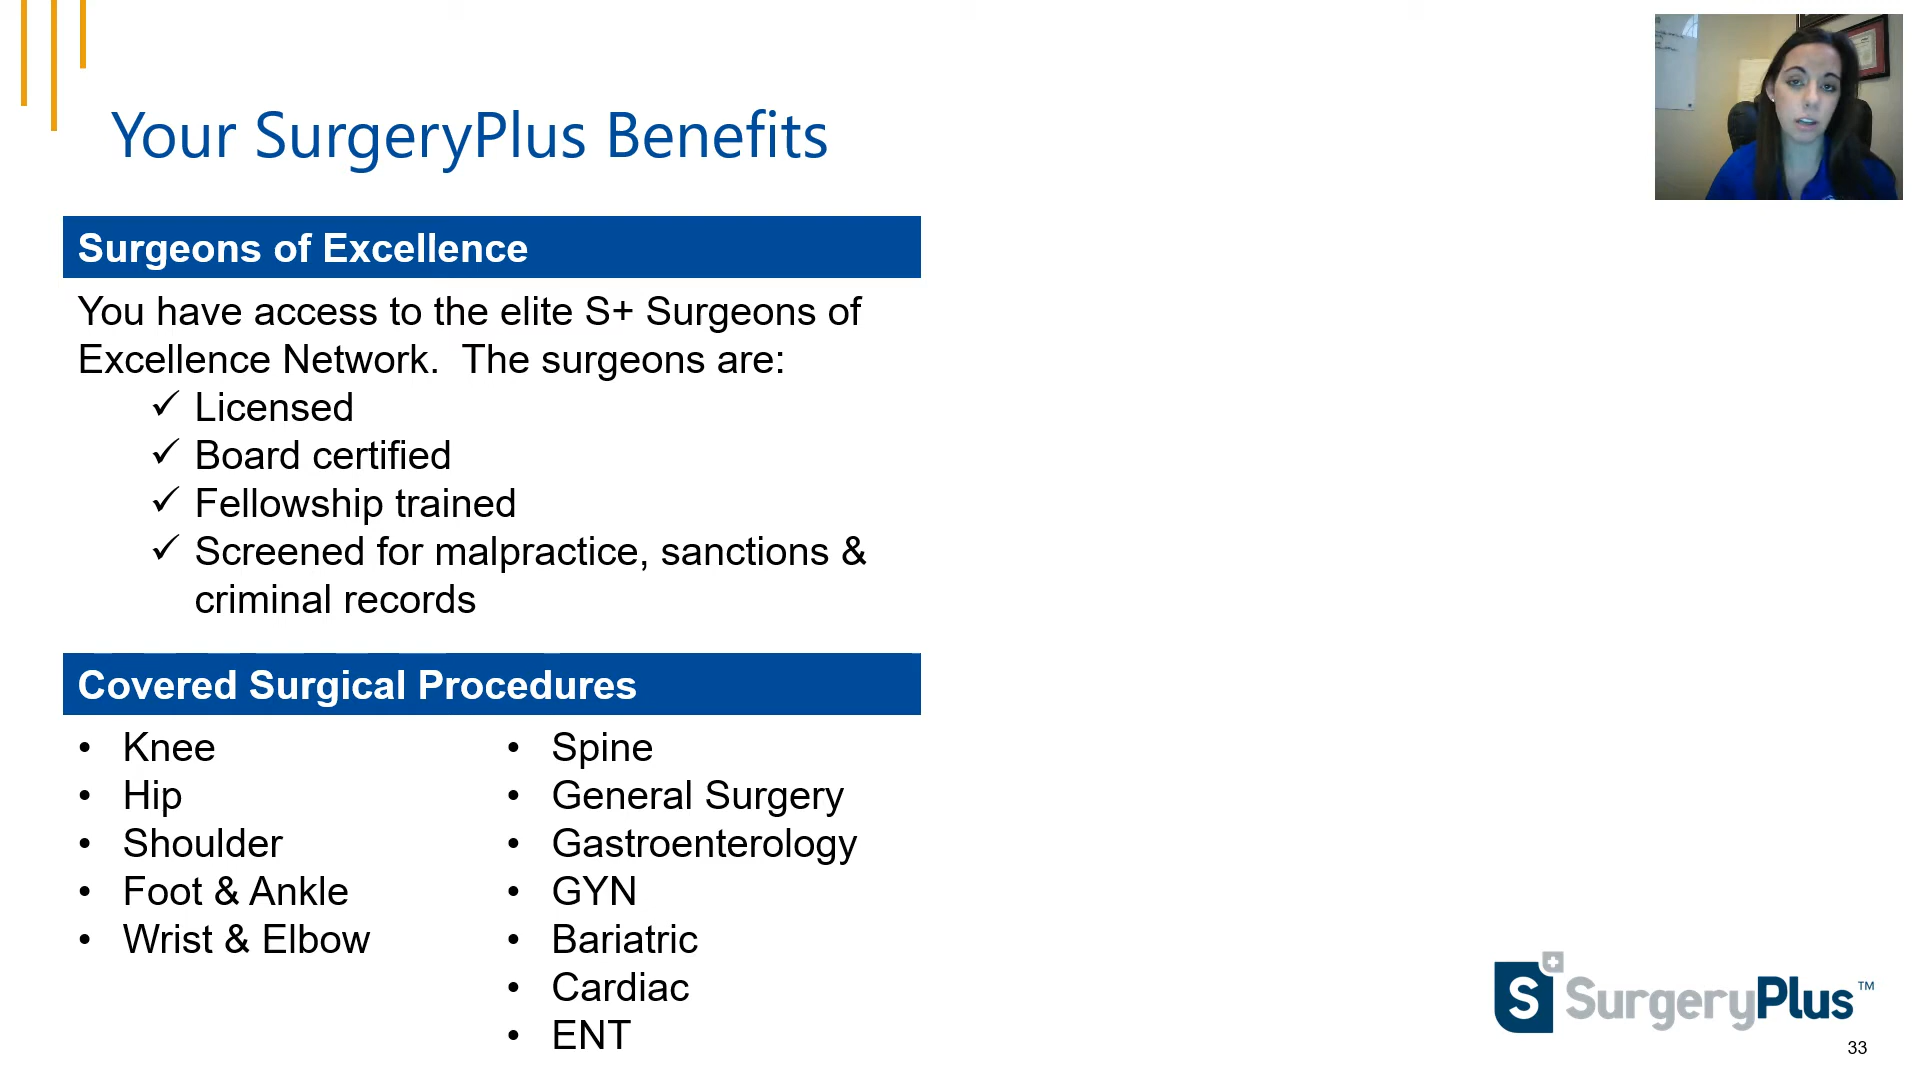 Your SurgeryPlus Benefits
Surgeons of Excellence
You have access to the elite S+ Surgeons of
Excellence Network.  The surgeons are:
✓ Licensed
✓ Board certified
✓ Fellowship trained
✓ Screened for malpractice, sanctions &
criminal records
Covered Surgical Procedures
• Knee
• Hip
• Shoulder
• Foot & Ankle
• Wrist & Elbow
• Spine
• General Surgery
• Gastroenterology
• GYN
• Bariatric
• Cardiac
• ENT
S SurgeryPlus™
33